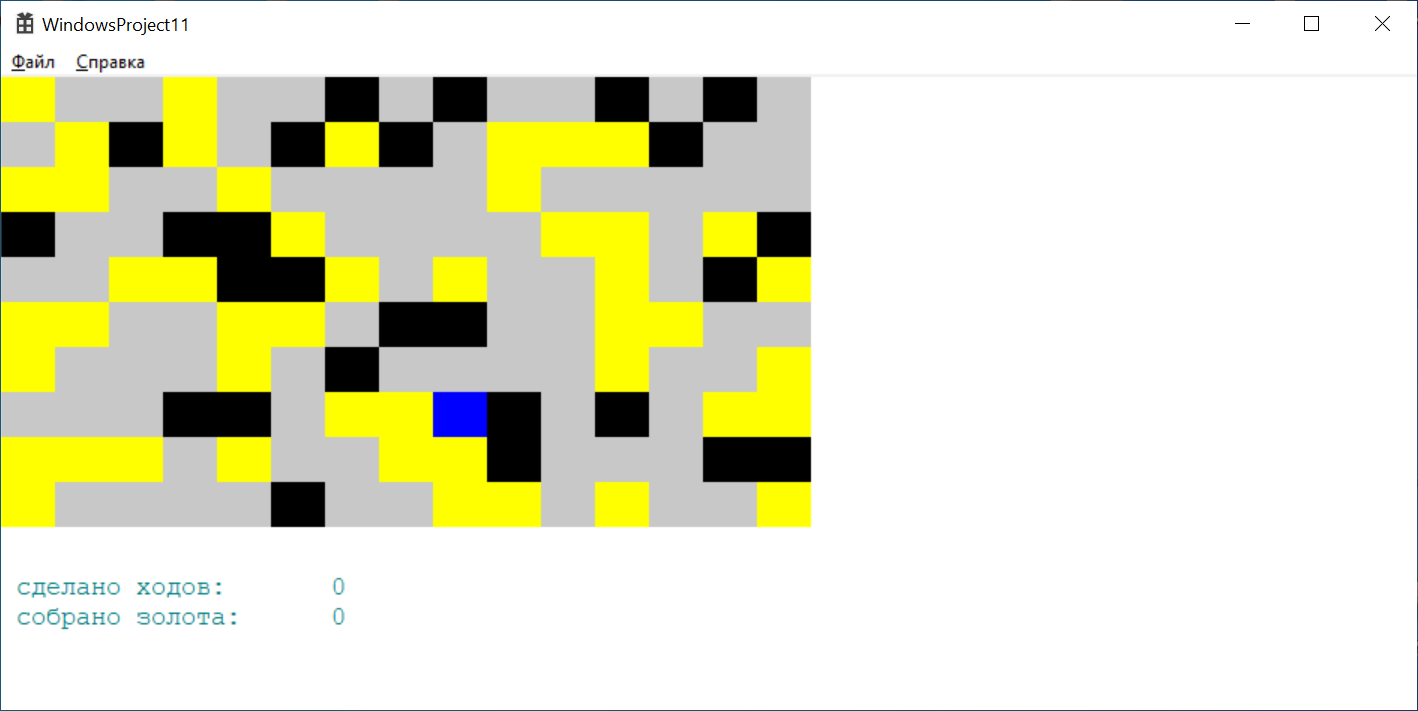 WindowsProject11
Файл Справка
сделано ходов: 0
собрано золота: 0